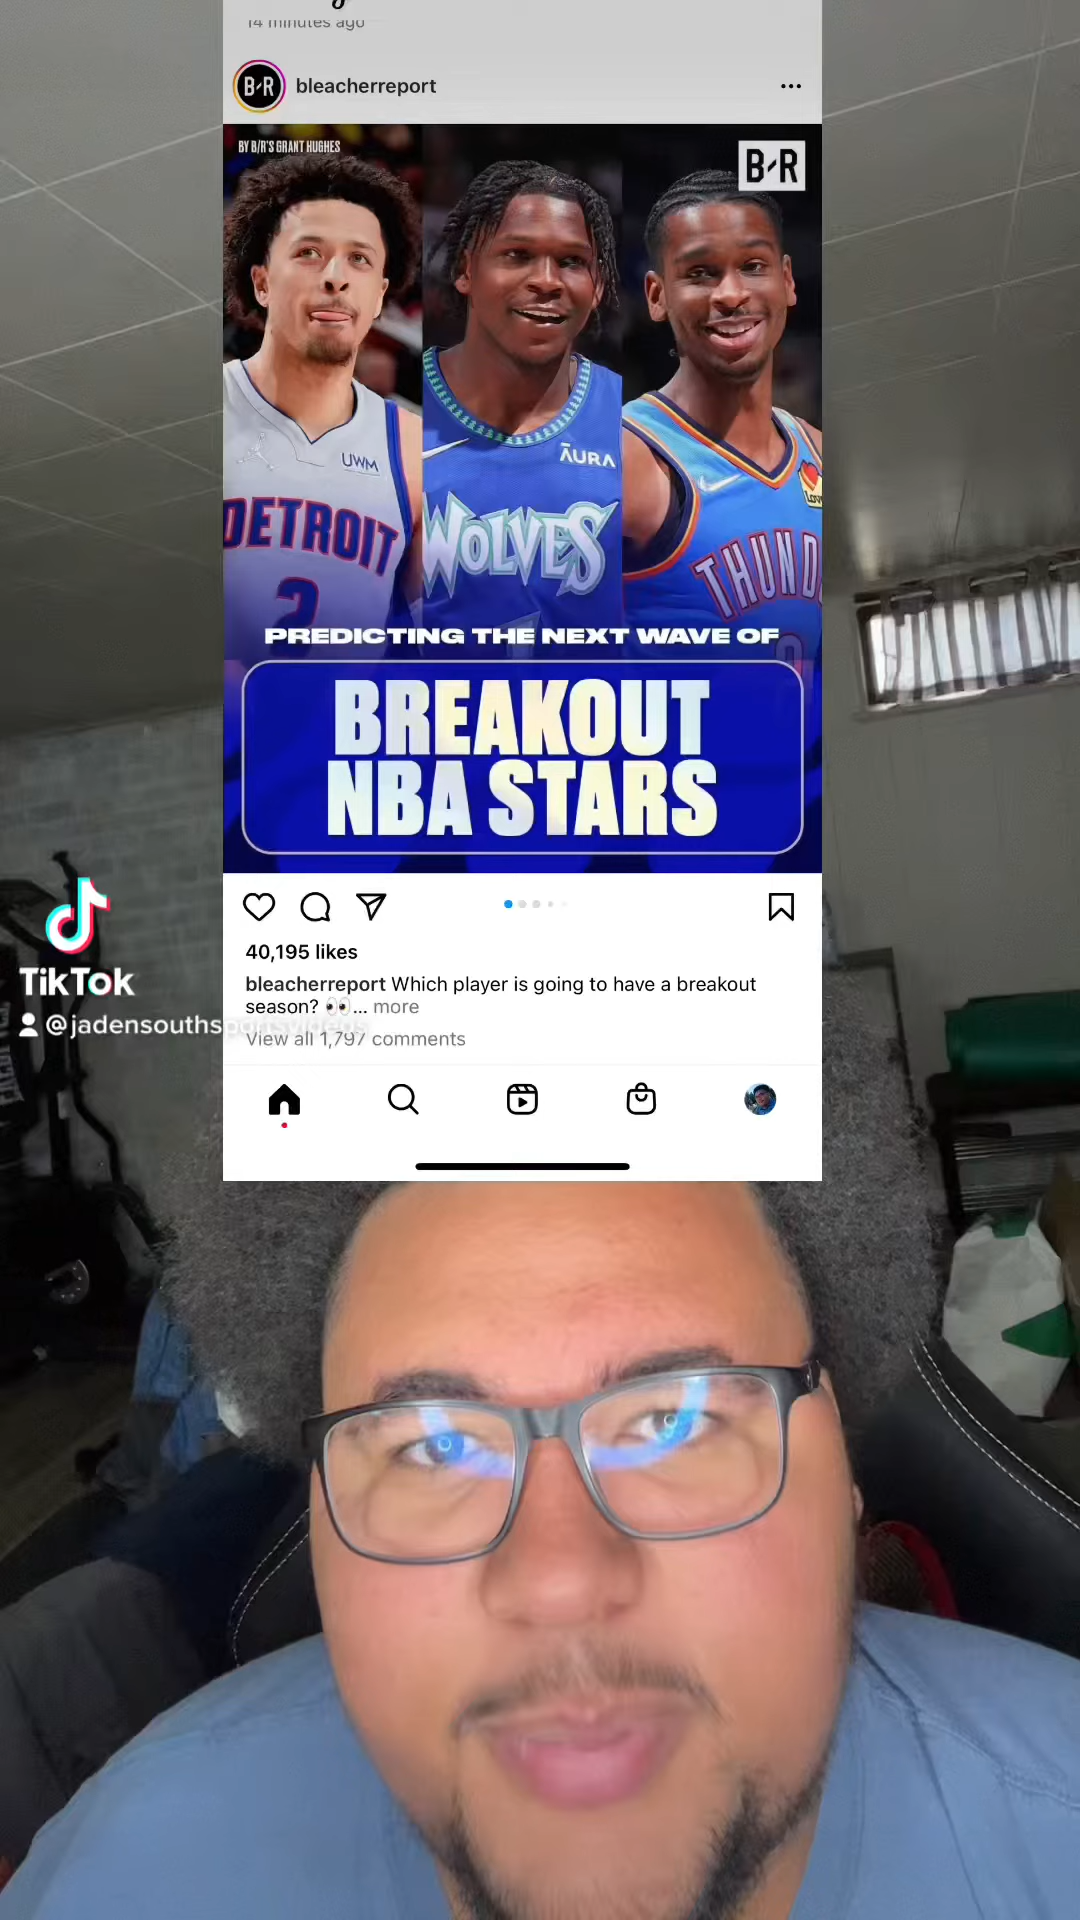 14 minutes ago
B/R
bleacherreport
BY B/R'S GRANT HUGHES
B/R
UWM
DETROIT
2
ĀURA
WOLVES
THUND
PREDICTING THE NEXT WAVE OF
BREAKOUT
NBA STARS
40,195 likes
bleacherreport Which player is going to have a breakout
season? 👀... more
View all 1,797 comments
TikTok
@jadensouthsportsvideos